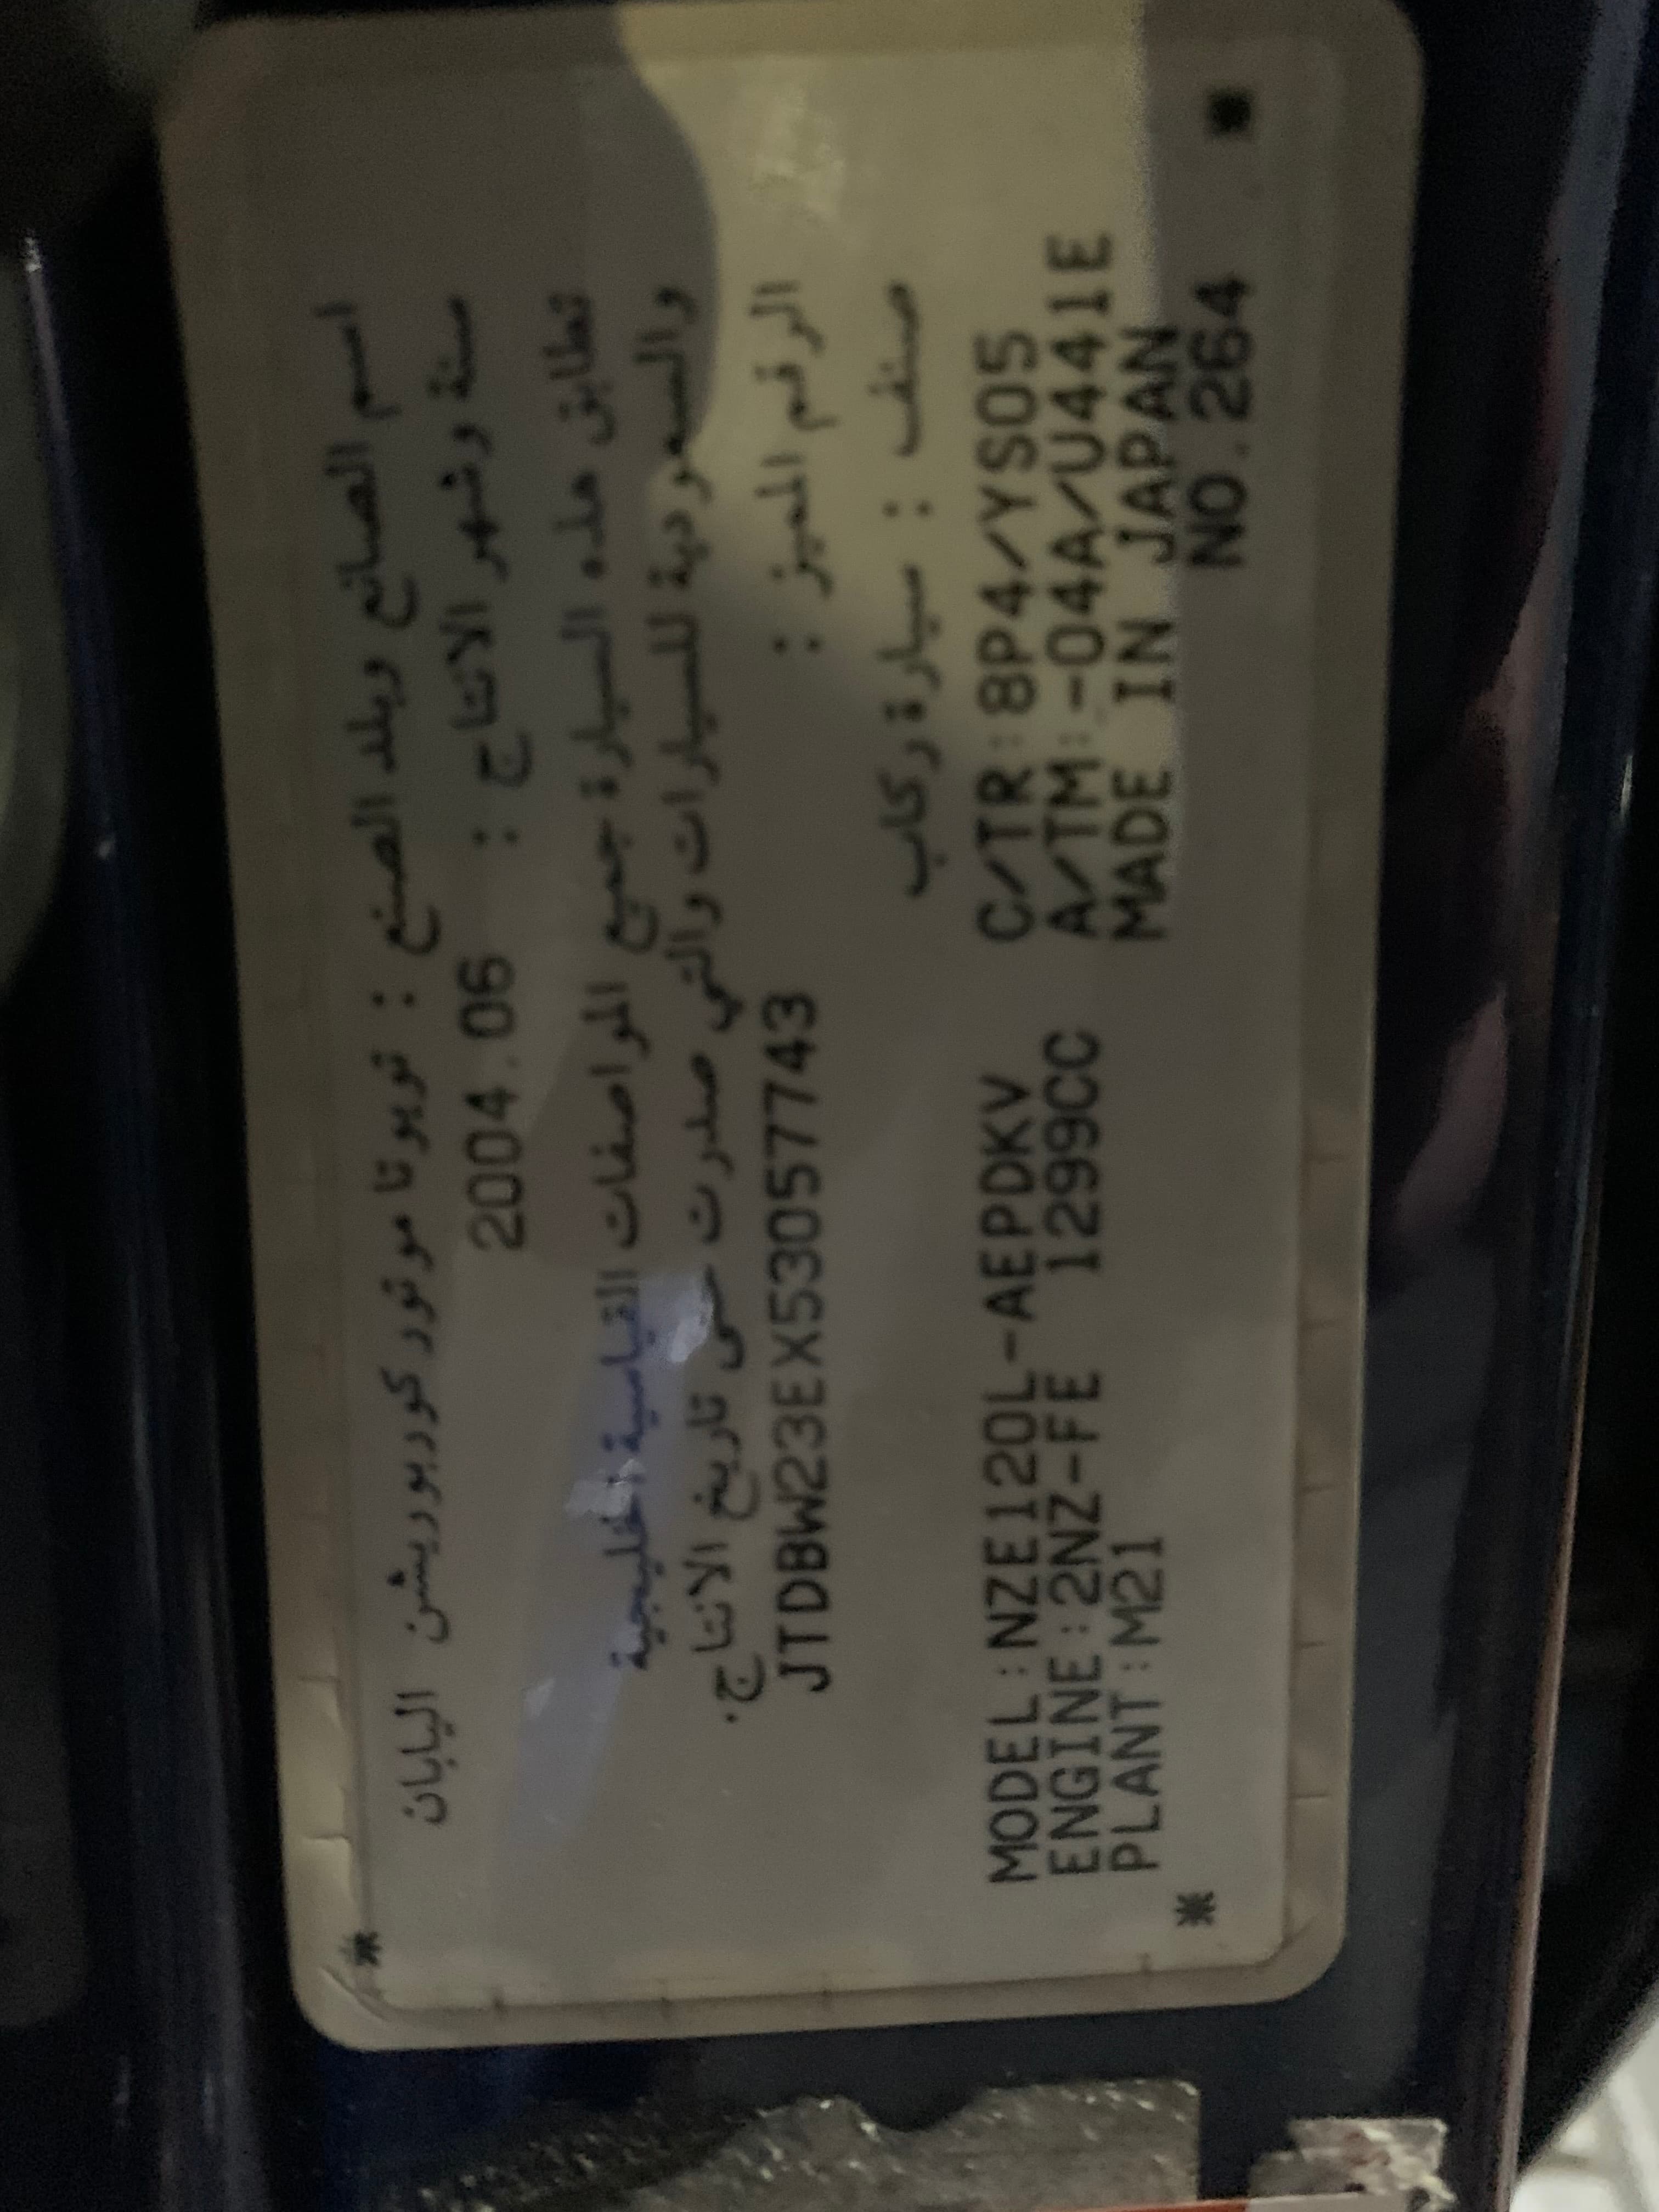 اسم الصانع وبلد الصنع : تويوتا موتور كوربوريشن اليابان
سنة وشهر الانتاج : 2004.06
تطابق هذه السيارة جميع المواصفات القياسية الخليجية
والسعودية للسيارات والتي صدرت حتى تاريخ الانتاج.
الرقم المميز : JTDBW23EX53057743
صنف : سيارة ركاب
MODEL:NZE120L-AEPDKV C/TR:8P4/YS05
ENGINE:2NZ-FE 1299CC A/TM:-04A/U441E
PLANT:M21 MADE IN JAPAN
NO.264